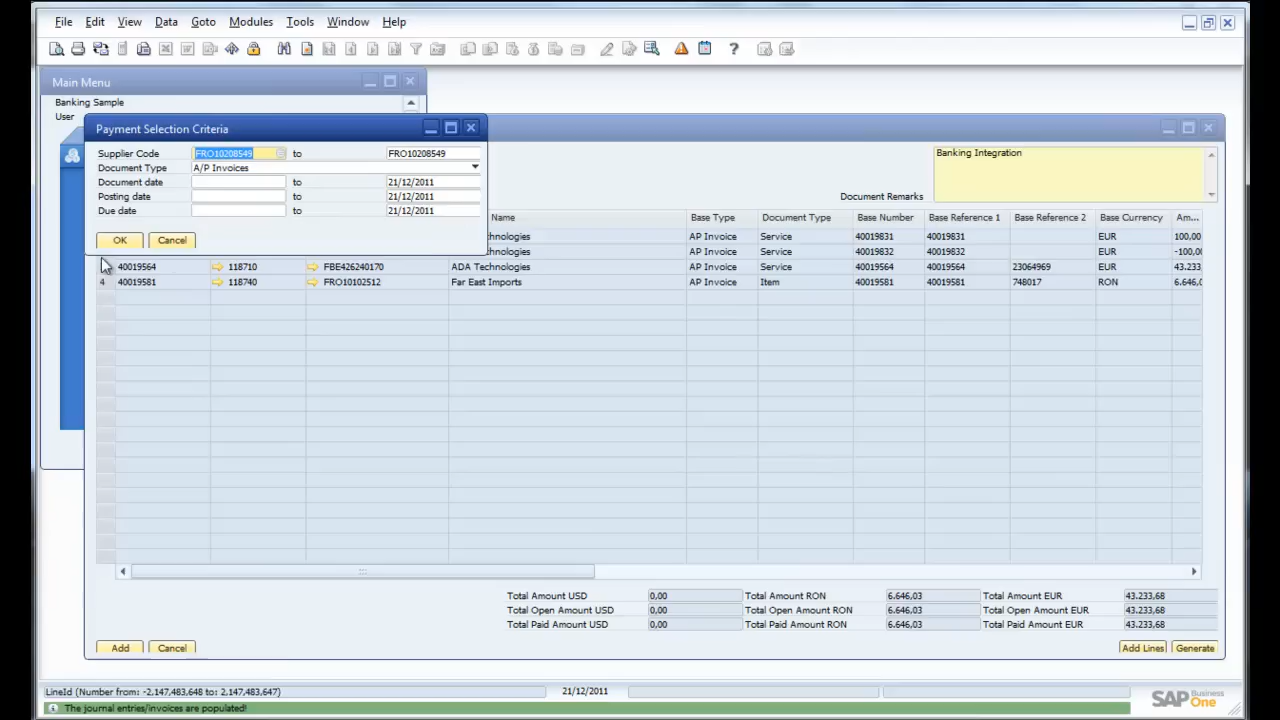 File Edit View Data Goto Modules Tools Window Help
Main Menu
Banking Sample
User
Payment Selection Criteria
Supplier Code FRO10208549 to FRO10208549
Document Type A/P Invoices
Document date to 21/12/2011
Posting date to 21/12/2011
Due date to 21/12/2011
OK Cancel
Banking Integration
Document Remarks
Name Base Type Document Type Base Number Base Reference 1 Base Reference 2 Base Currency Am...
chnologies AP Invoice Service 40019831 40019831 EUR 100,00
chnologies AP Invoice Service 40019832 40019832 EUR -100,0
40019564 118710 FBE426240170 ADA Technologies AP Invoice Service 40019564 40019564 23064969 EUR 43.233,
4 40019581 118740 FRO10102512 Far East Imports AP Invoice Item 40019581 40019581 748017 RON 6.646,0
Total Amount USD 0,00 Total Amount RON 6.646,03 Total Amount EUR 43.233,68
Total Open Amount USD 0,00 Total Open Amount RON 6.646,03 Total Open Amount EUR 43.233,68
Total Paid Amount USD 0,00 Total Paid Amount RON 6.646,03 Total Paid Amount EUR 43.233,68
Add Cancel Add Lines Generate
LineId (Number from: -2,147,483,648 to: 2,147,483,647) 21/12/2011
The journal entries/invoices are populated!
SAP Business One